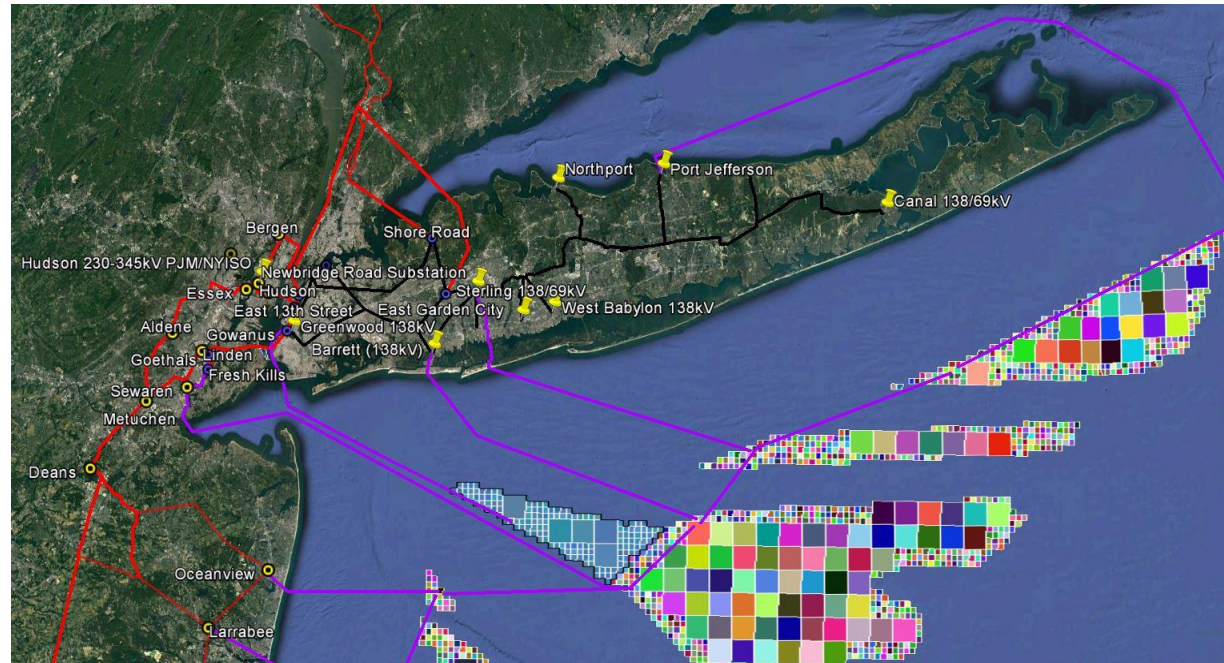 Northport
Port Jefferson
Canal 138/69kV
Bergen
Shore Road
Hudson 230-345kV PJM/NYISO
Newbridge Road Substation
Essex
Hudson
Sterling 138/69kV
East 13th Street
East Garden City
West Babylon 138kV
Aldene
Gowanus
Greenwood 138kV
Barrett (138kV)
Goethals
Linden
Fresh Kills
Sewaren
Metuchen
Deans
Oceanview
Larrabee